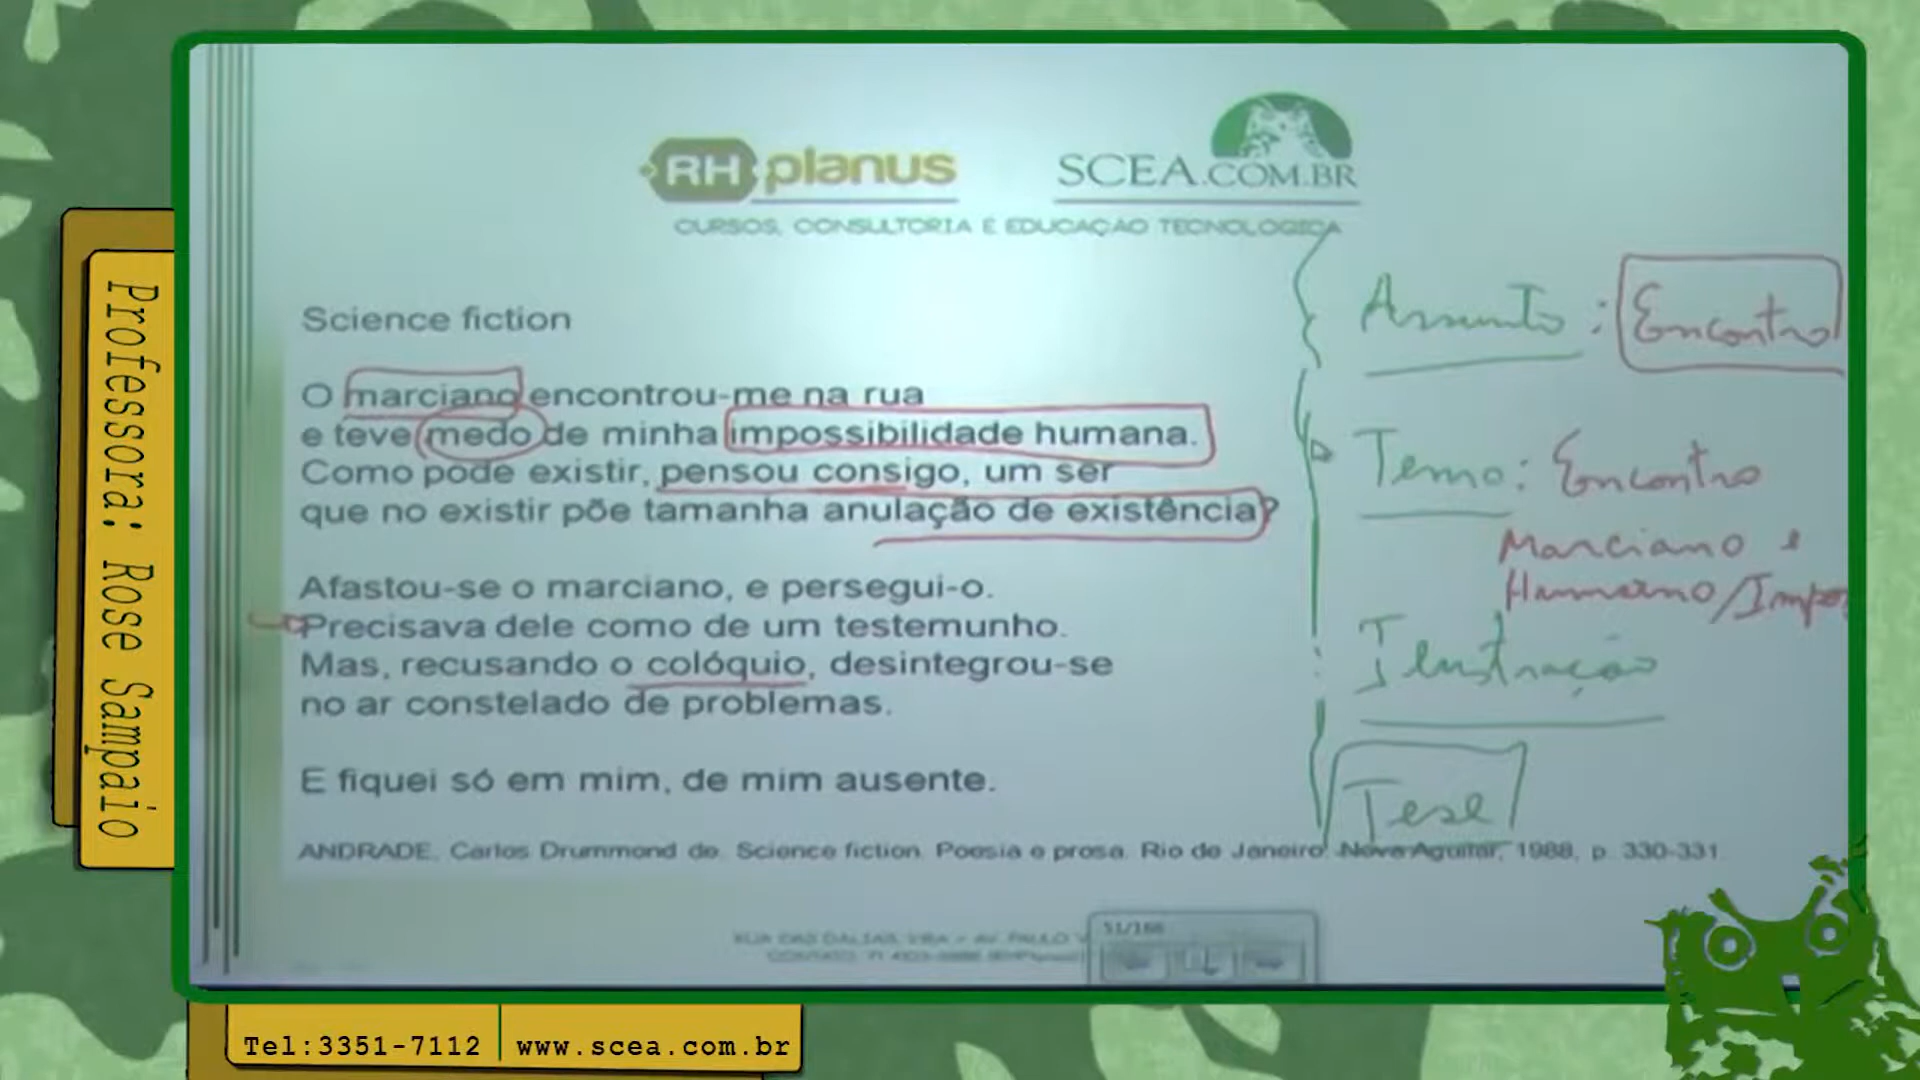 RH planus
SCEA.COM.BR
CURSOS, CONSULTORIA E EDUCAÇÃO TECNOLÓGICA
Science fiction
O marciano encontrou-me na rua
e teve medo de minha impossibilidade humana.
Como pode existir, pensou consigo, um ser
que no existir põe tamanha anulação de existência?
Afastou-se o marciano, e persegui-o.
Precisava dele como de um testemunho.
Mas, recusando o colóquio, desintegrou-se
no ar constelado de problemas.
E fiquei só em mim, de mim ausente.
ANDRADE, Carlos Drummond de. Science fiction. Poesia e prosa. Rio de Janeiro: Nova Aguilar, 1988, p. 330-331.
Assunto: Encontro
Tema: Encontro
Marciano e
Humano/Impos
Ilustração
Tese
51/166
Professora: Rose Sampaio
Tel:3351-7112
www.scea.com.br